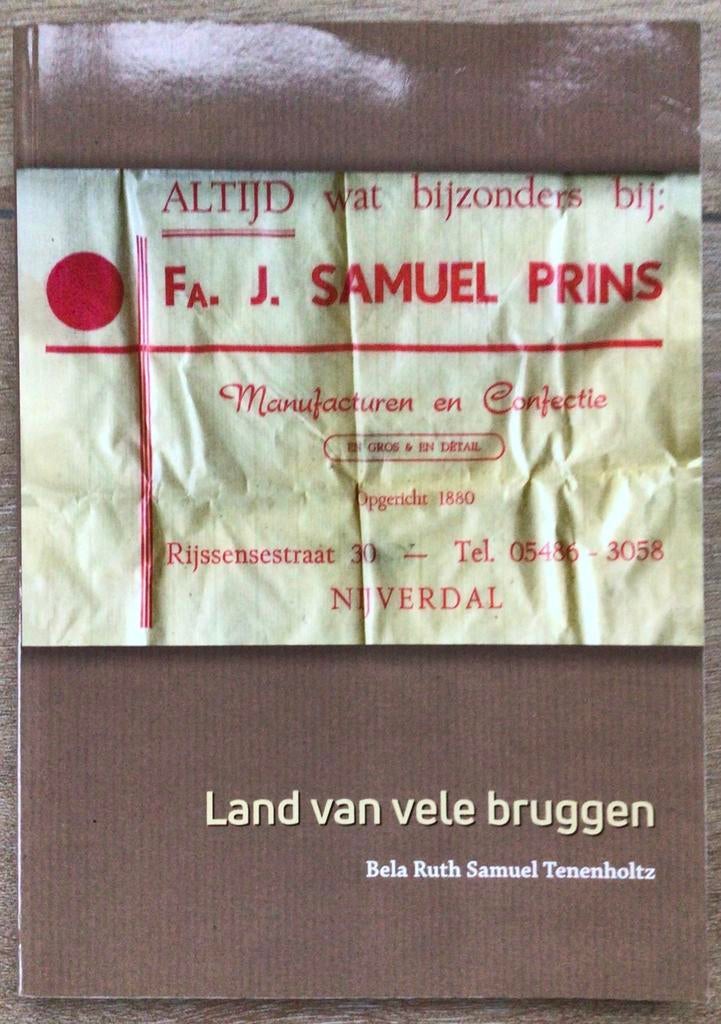 ALTIJD wat bijzonders bij:
FA. J. SAMUEL PRINS
Manufacturen en Confectie
EN GROS & EN DÉTAIL
Opgericht 1880
Rijssensestraat 30 — Tel. 05486 - 3058
NIJVERDAL
Land van vele bruggen
Bela Ruth Samuel Tenenholtz